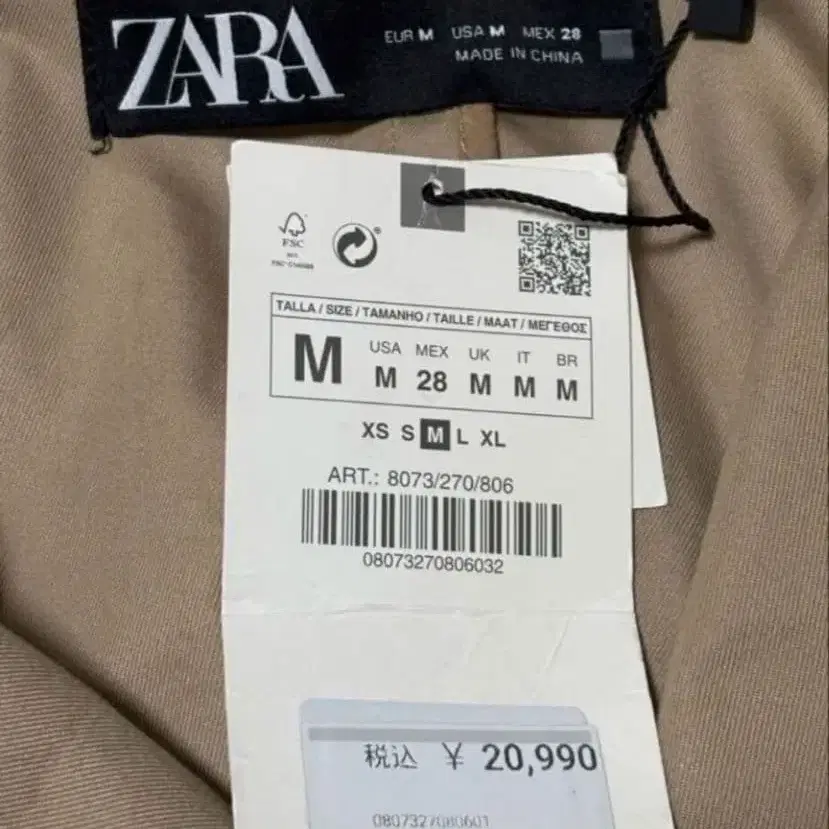 ZARA
EUR M USA M MEX 28
MADE IN CHINA
FSC
TALLA / SIZE / TAMANHO / TAILLE / MAAT / ΜΕΓΕΘΟΣ
M
USA MEX UK IT BR
M 28 M M M
XS S M L XL
ART.: 8073/270/806
08073270806032
税込 ¥ 20,990
0807327080601